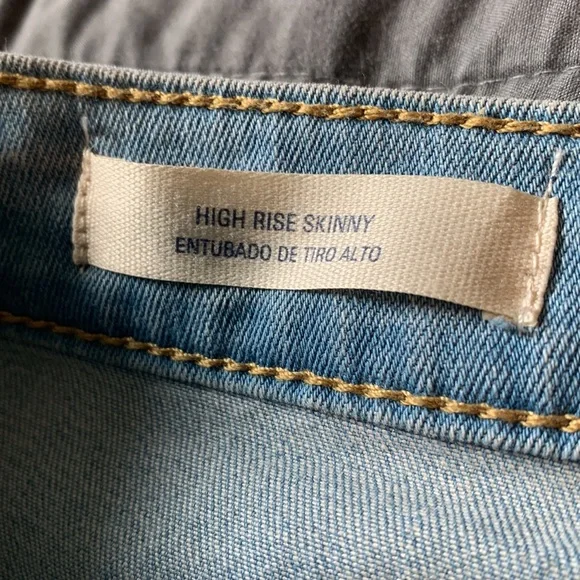 HIGH RISE SKINNY
ENTUBADO DE TIRO ALTO